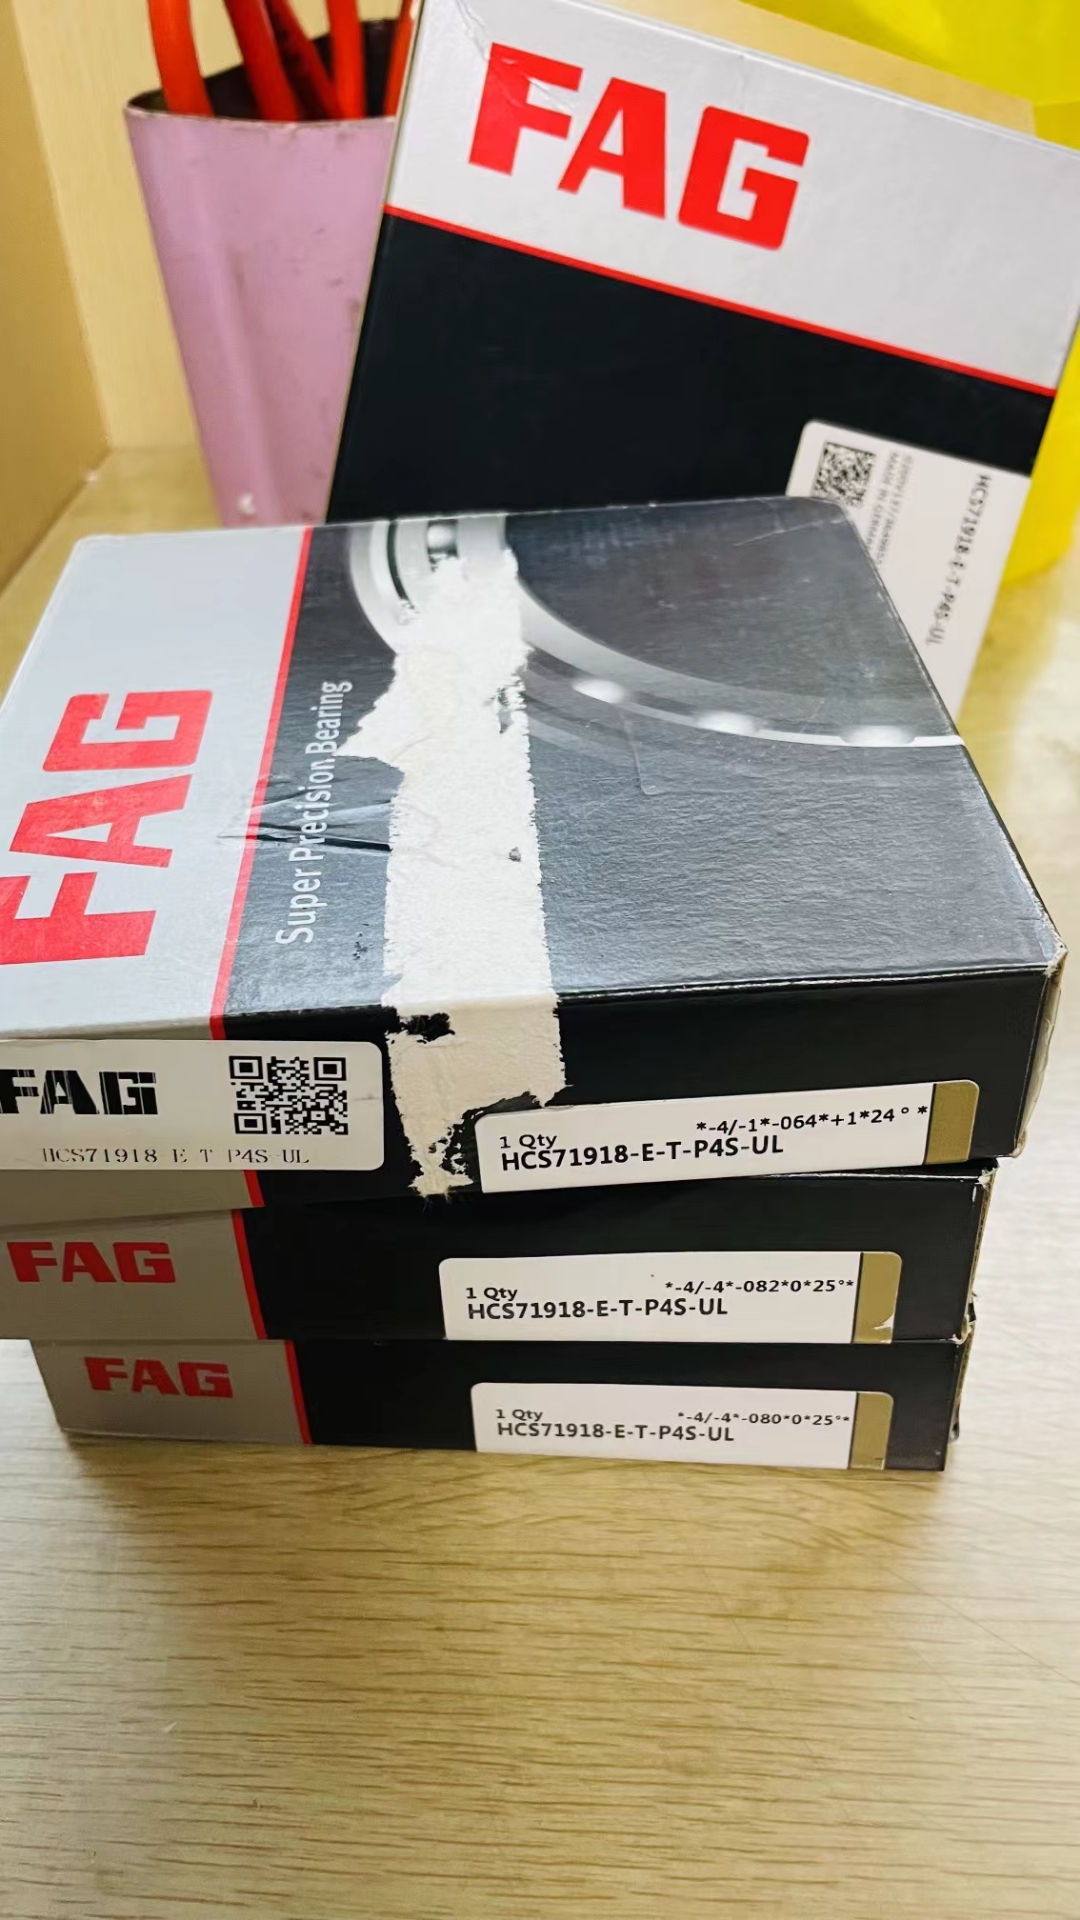 FAG
HCS71918-E-T-P4S-UL
FAG
Super Precision Bearing
FAG
HCS71918 E T P4S UL
*-4/-1*-064*+1*24° *
1 Qty
HCS71918-E-T-P4S-UL
FAG
*-4/-4*-082*0*25°*
1 Qty
HCS71918-E-T-P4S-UL
FAG
*-4/-4*-080*0*25°*
1 Qty
HCS71918-E-T-P4S-UL